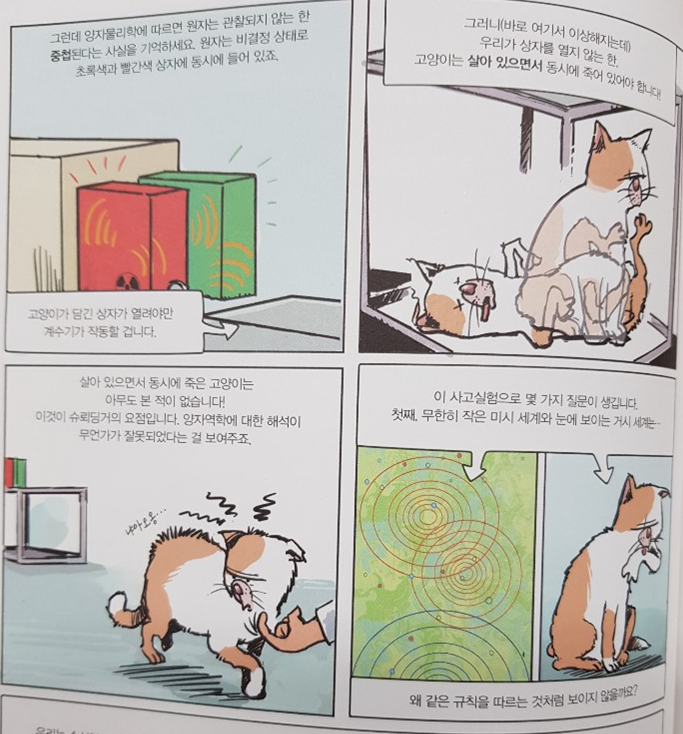 그런데 양자물리학에 따르면 원자는 관찰되지 않는 한
중첩된다는 사실을 기억하세요. 원자는 비결정 상태로
초록색과 빨간색 상자에 동시에 들어 있죠.
고양이가 담긴 상자가 열려야만
계수기가 작동할 겁니다.
그러니(바로 여기서 이상해지는데)
우리가 상자를 열지 않는 한,
고양이는 살아 있으면서 동시에 죽어 있어야 합니다!
살아 있으면서 동시에 죽은 고양이는
아무도 본 적이 없습니다!
이것이 슈뢰딩거의 요점입니다. 양자역학에 대한 해석이
무언가가 잘못되었다는 걸 보여주죠.
냐아오옹...
이 사고실험으로 몇 가지 질문이 생깁니다.
첫째, 무한히 작은 미시 세계와 눈에 보이는 거시 세계는…
왜 같은 규칙을 따르는 것처럼 보이지 않을까요?